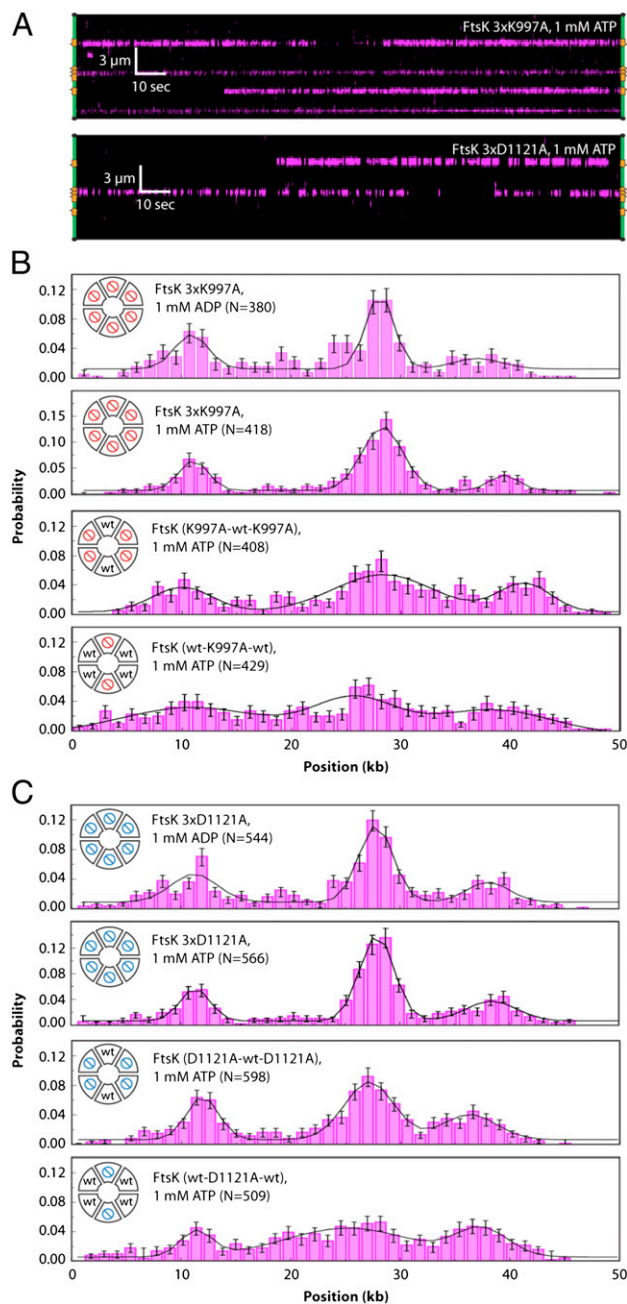 A
FtsK 3xK997A, 1 mM ATP
3 μm
10 sec
FtsK 3xD1121A, 1 mM ATP
3 μm
10 sec
B
Probability
0.12
0.08
0.04
0.00
FtsK 3xK997A,
1 mM ADP (N=380)
0.15
0.10
0.05
0.00
FtsK 3xK997A,
1 mM ATP (N=418)
0.12
0.08
0.04
0.00
wt
wt
FtsK (K997A-wt-K997A),
1 mM ATP (N=408)
0.12
0.08
0.04
0.00
wt wt
wt wt
FtsK (wt-K997A-wt),
1 mM ATP (N=429)
0 10 20 30 40 50
Position (kb)
C
Probability
0.12
0.08
0.04
0.00
FtsK 3xD1121A,
1 mM ADP (N=544)
0.12
0.08
0.04
0.00
FtsK 3xD1121A,
1 mM ATP (N=566)
0.12
0.08
0.04
0.00
wt
wt
FtsK (D1121A-wt-D1121A),
1 mM ATP (N=598)
0.12
0.08
0.04
0.00
wt wt
wt wt
FtsK (wt-D1121A-wt),
1 mM ATP (N=509)
0 10 20 30 40 50
Position (kb)